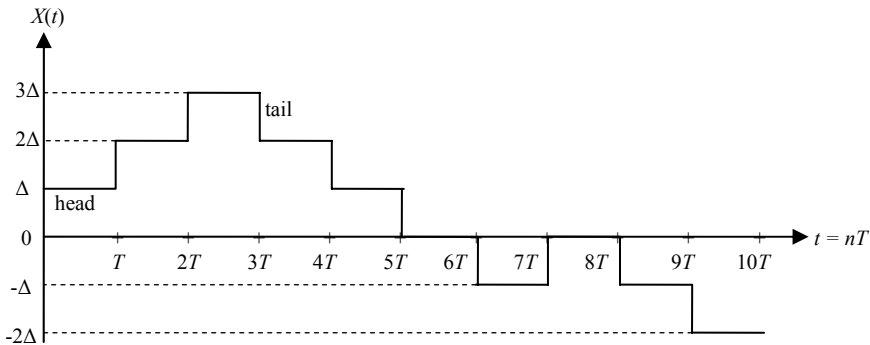 X(t)
3Δ
tail
2Δ
Δ
head
0
t = nT
T 2T 3T 4T 5T 6T 7T 8T 9T 10T
-Δ
-2Δ